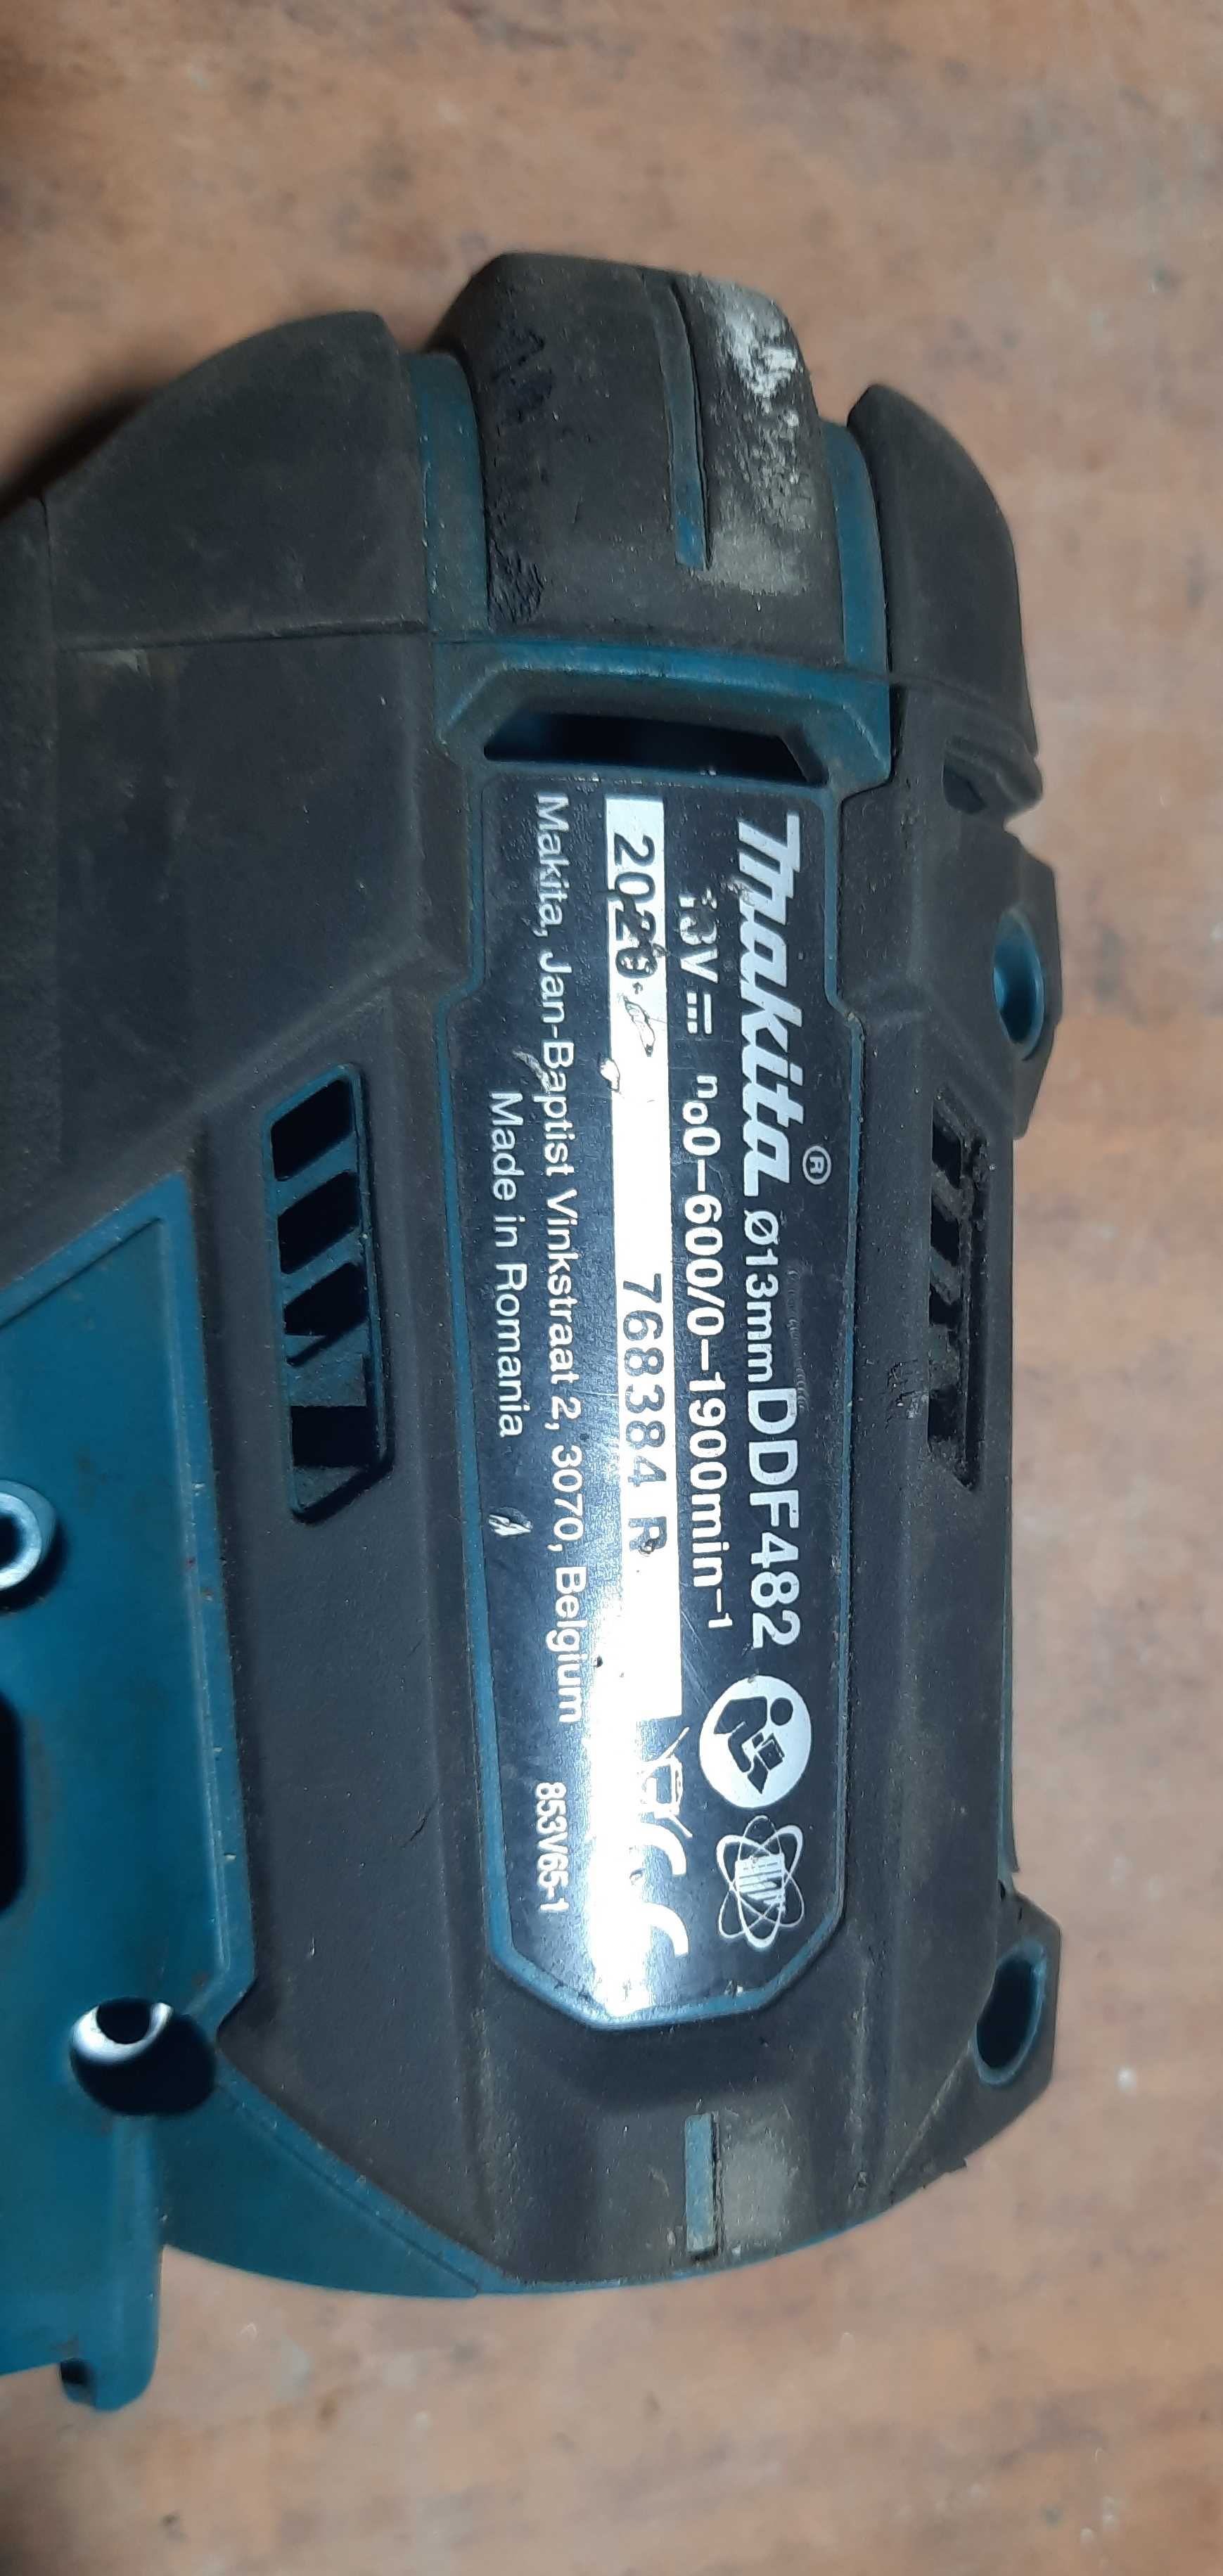 makita® ø13mm DDF482
18V⎓ n₀0–600/0–1900min⁻¹
2020 768384 R
CE
Makita, Jan-Baptist Vinkstraat 2, 3070, Belgium 853V65-1
Made in Romania